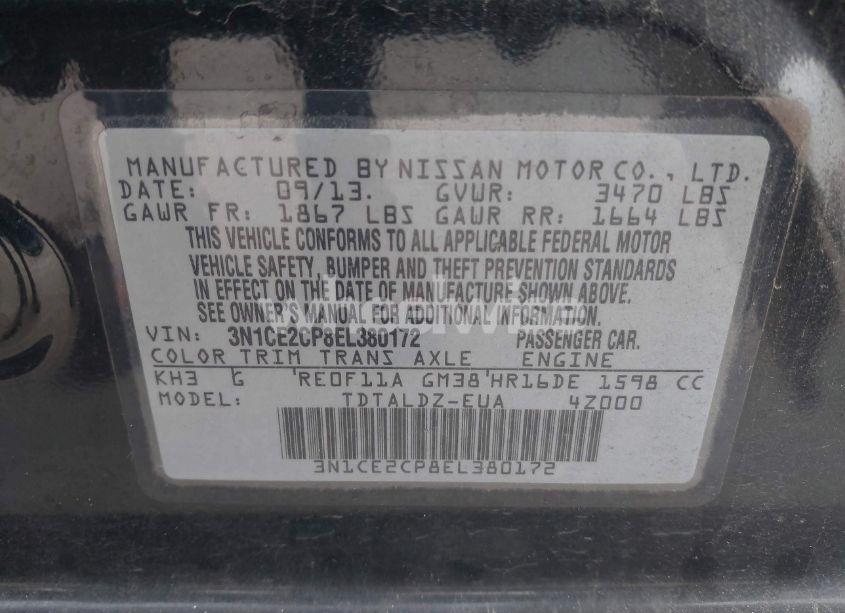 MANUFACTURED BY NISSAN MOTOR CO., LTD.
DATE: 09/13. GVWR: 3470 LBS
GAWR FR: 1867 LBS GAWR RR: 1664 LBS
THIS VEHICLE CONFORMS TO ALL APPLICABLE FEDERAL MOTOR
VEHICLE SAFETY, BUMPER AND THEFT PREVENTION STANDARDS
IN EFFECT ON THE DATE OF MANUFACTURE SHOWN ABOVE.
SEE OWNER'S MANUAL FOR ADDITIONAL INFORMATION.
VIN: 3N1CE2CP8EL380172 PASSENGER CAR.
COLOR TRIM TRANS AXLE ENGINE
KH3 G 'RE0F11A GM38'HR16DE 1598 CC
MODEL: TDTALDZ-EUA 4Z000
3N1CE2CP8EL380172